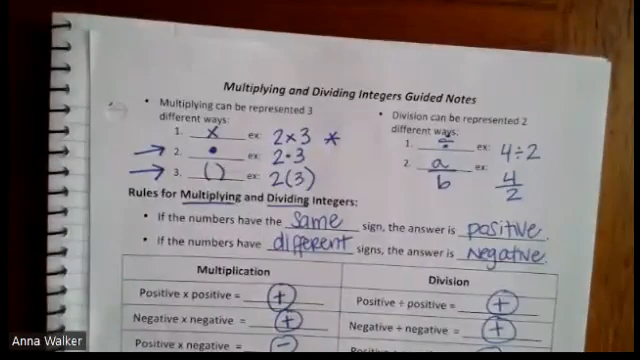 Multiplying and Dividing Integers Guided Notes
• Multiplying can be represented 3
different ways:
1. x ex: 2×3 *
→ 2. • ex: 2•3
→ 3. ( ) ex: 2(3)
• Division can be represented 2
different ways:
1. ÷ ex: 4÷2
2. a/b ex: 4/2
Rules for Multiplying and Dividing Integers:
• If the numbers have the same sign, the answer is positive.
• If the numbers have different signs, the answer is negative.
Multiplication Division
Positive x positive = + Positive ÷ positive = +
Negative x negative = + Negative ÷ negative = +
Positive x negative = −
Anna Walker